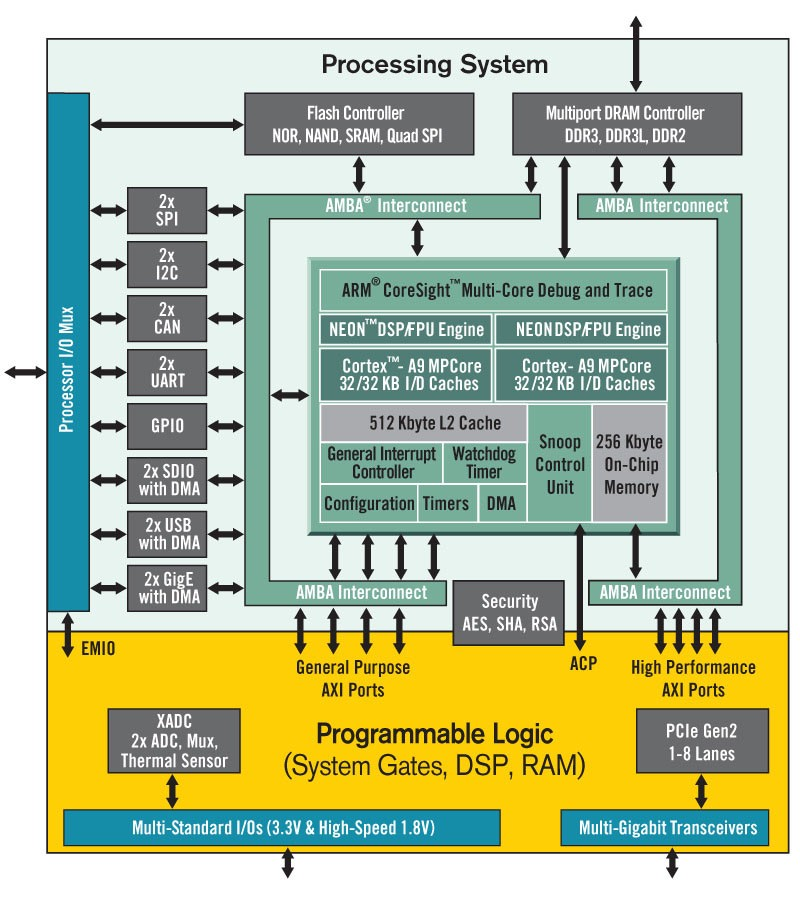 Processing System
Flash Controller
NOR, NAND, SRAM, Quad SPI
Multiport DRAM Controller
DDR3, DDR3L, DDR2
AMBA® Interconnect
AMBA Interconnect
Processor I/O Mux
2x
SPI
2x
I2C
2x
CAN
2x
UART
GPIO
2x SDIO
with DMA
2x USB
with DMA
2x GigE
with DMA
ARM® CoreSight™ Multi-Core Debug and Trace
NEON™ DSP/FPU Engine
NEON DSP/FPU Engine
Cortex™- A9 MPCore
32/32 KB I/D Caches
Cortex- A9 MPCore
32/32 KB I/D Caches
512 Kbyte L2 Cache
General Interrupt
Controller
Watchdog
Timer
Configuration
Timers
DMA
Snoop
Control
Unit
256 Kbyte
On-Chip
Memory
AMBA Interconnect
AMBA Interconnect
Security
AES, SHA, RSA
EMIO
General Purpose
AXI Ports
ACP
High Performance
AXI Ports
XADC
2x ADC, Mux,
Thermal Sensor
Programmable Logic
(System Gates, DSP, RAM)
PCIe Gen2
1-8 Lanes
Multi-Standard I/Os (3.3V & High-Speed 1.8V)
Multi-Gigabit Transceivers